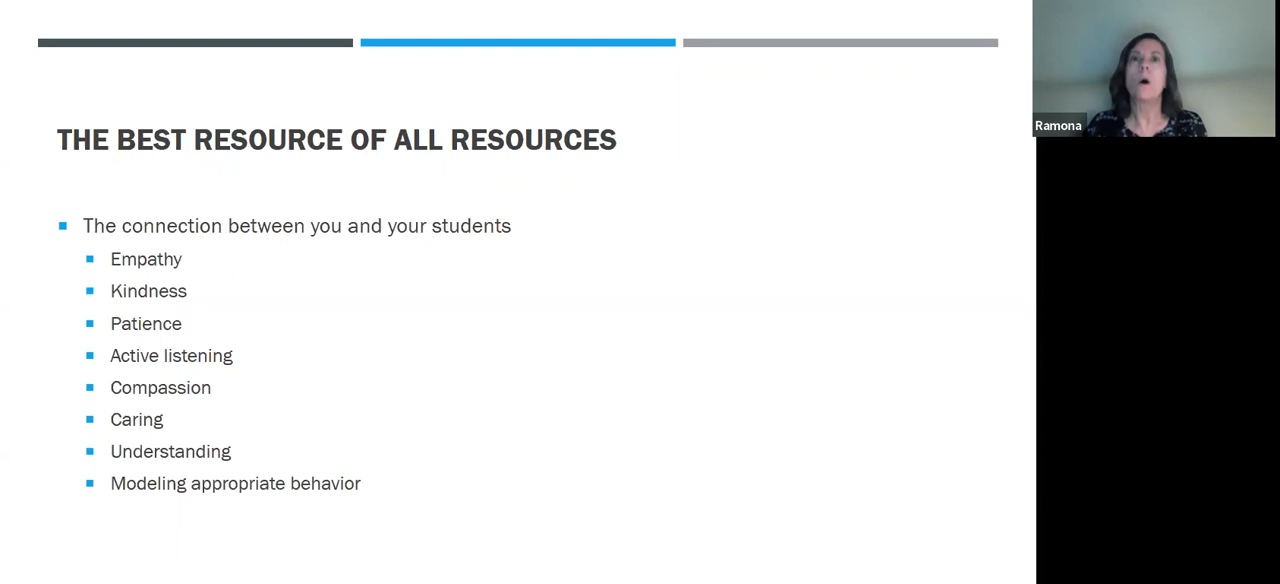 THE BEST RESOURCE OF ALL RESOURCES
The connection between you and your students
Empathy
Kindness
Patience
Active listening
Compassion
Caring
Understanding
Modeling appropriate behavior
Ramona